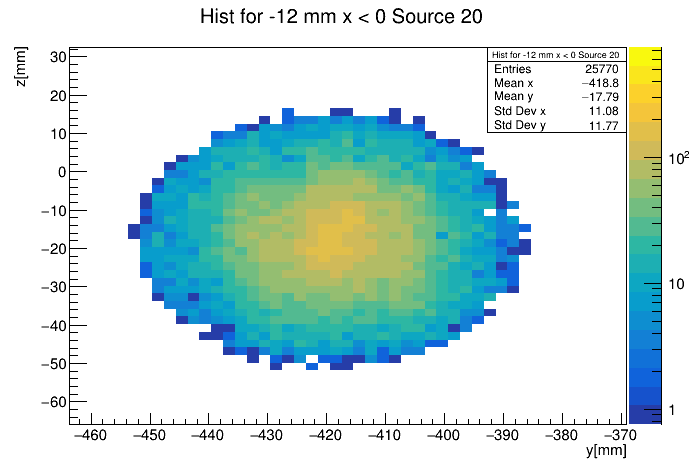 Hist for -12 mm x < 0 Source 20
z[mm]
Hist for -12 mm x < 0 Source 20
Entries 25770
Mean x −418.8
Mean y −17.79
Std Dev x 11.08
Std Dev y 11.77
30
20
10
0
−10
−20
−30
−40
−50
−60
10²
10
1
−460 −450 −440 −430 −420 −410 −400 −390 −380 −370
y[mm]